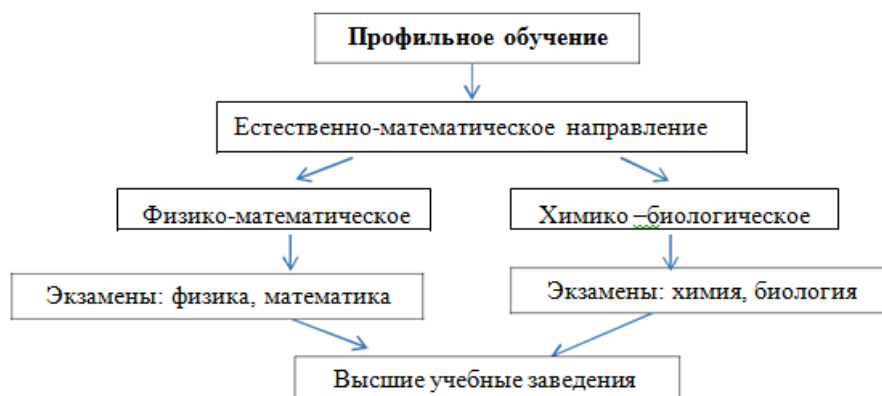 Профильное обучение
Естественно-математическое направление
Физико-математическое
Химико –биологическое
Экзамены: физика, математика
Экзамены: химия, биология
Высшие учебные заведения